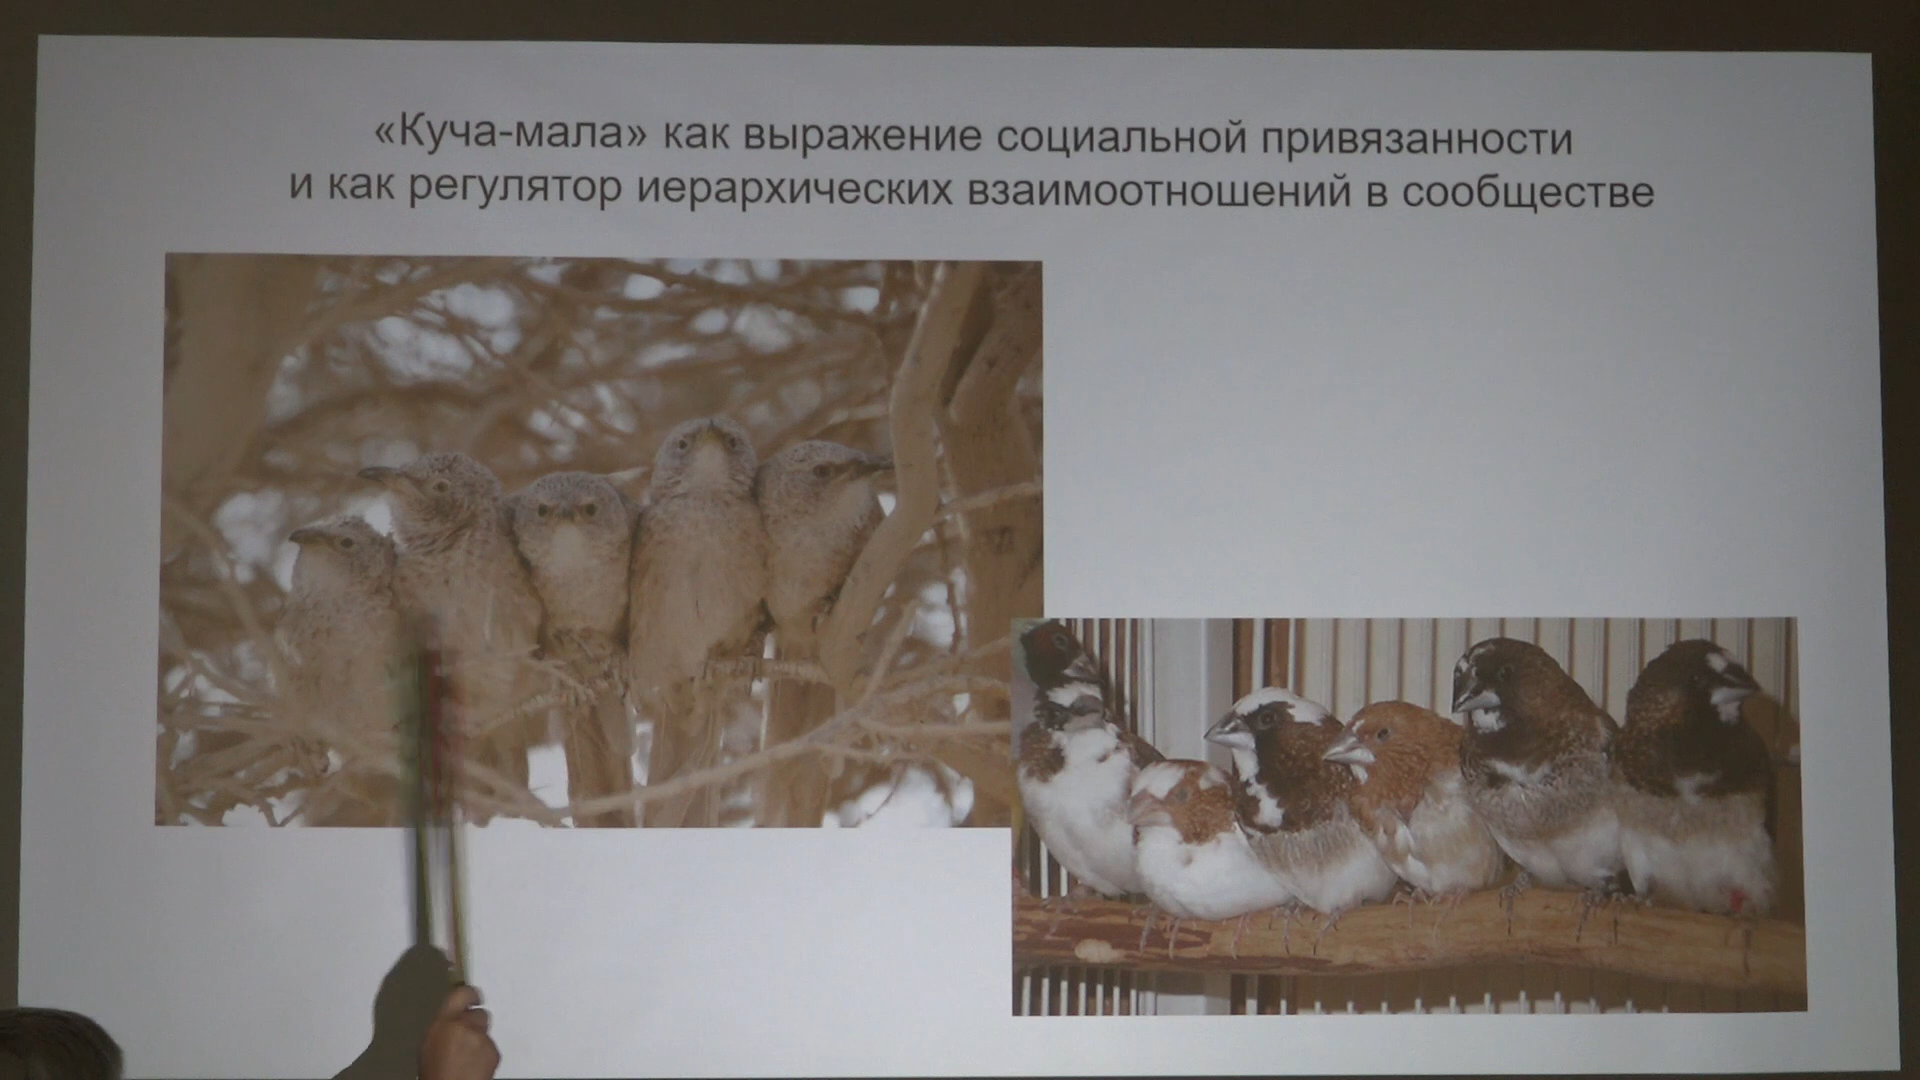 «Куча-мала» как выражение социальной привязанности
и как регулятор иерархических взаимоотношений в сообществе